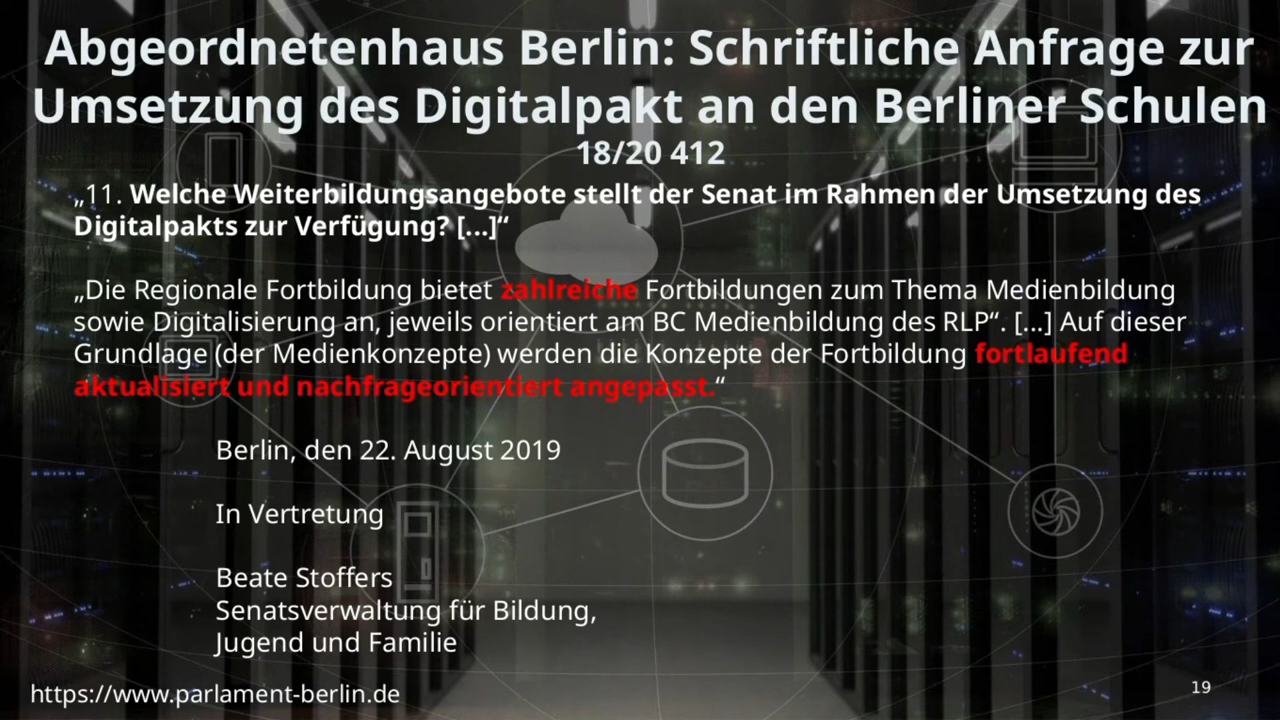 Abgeordnetenhaus Berlin: Schriftliche Anfrage zur
Umsetzung des Digitalpakt an den Berliner Schulen
18/20 412
„11. Welche Weiterbildungsangebote stellt der Senat im Rahmen der Umsetzung des
Digitalpakts zur Verfügung? [...]“
„Die Regionale Fortbildung bietet zahlreiche Fortbildungen zum Thema Medienbildung
sowie Digitalisierung an, jeweils orientiert am BC Medienbildung des RLP“. [...] Auf dieser
Grundlage (der Medienkonzepte) werden die Konzepte der Fortbildung fortlaufend
aktualisiert und nachfrageorientiert angepasst.“
Berlin, den 22. August 2019
In Vertretung
Beate Stoffers
Senatsverwaltung für Bildung,
Jugend und Familie
https://www.parlament-berlin.de
19